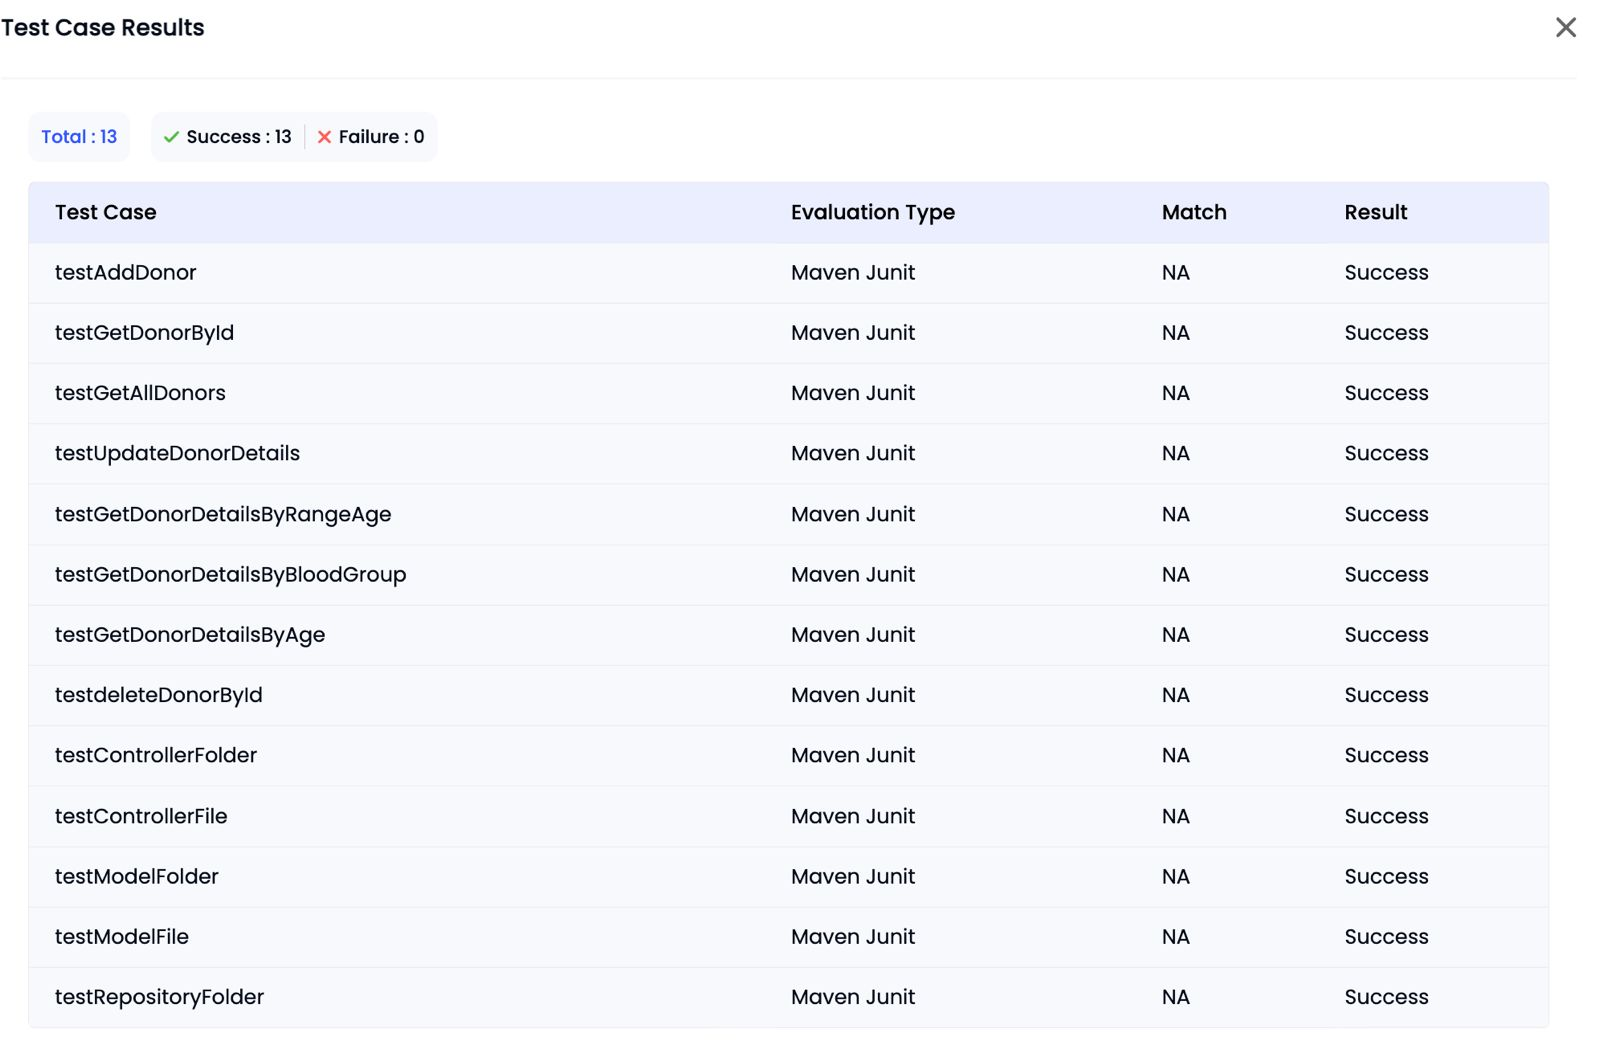 Test Case Results
Total : 13 Success : 13 Failure : 0
Test Case Evaluation Type Match Result
testAddDonor Maven Junit NA Success
testGetDonorById Maven Junit NA Success
testGetAllDonors Maven Junit NA Success
testUpdateDonorDetails Maven Junit NA Success
testGetDonorDetailsByRangeAge Maven Junit NA Success
testGetDonorDetailsByBloodGroup Maven Junit NA Success
testGetDonorDetailsByAge Maven Junit NA Success
testdeleteDonorById Maven Junit NA Success
testControllerFolder Maven Junit NA Success
testControllerFile Maven Junit NA Success
testModelFolder Maven Junit NA Success
testModelFile Maven Junit NA Success
testRepositoryFolder Maven Junit NA Success